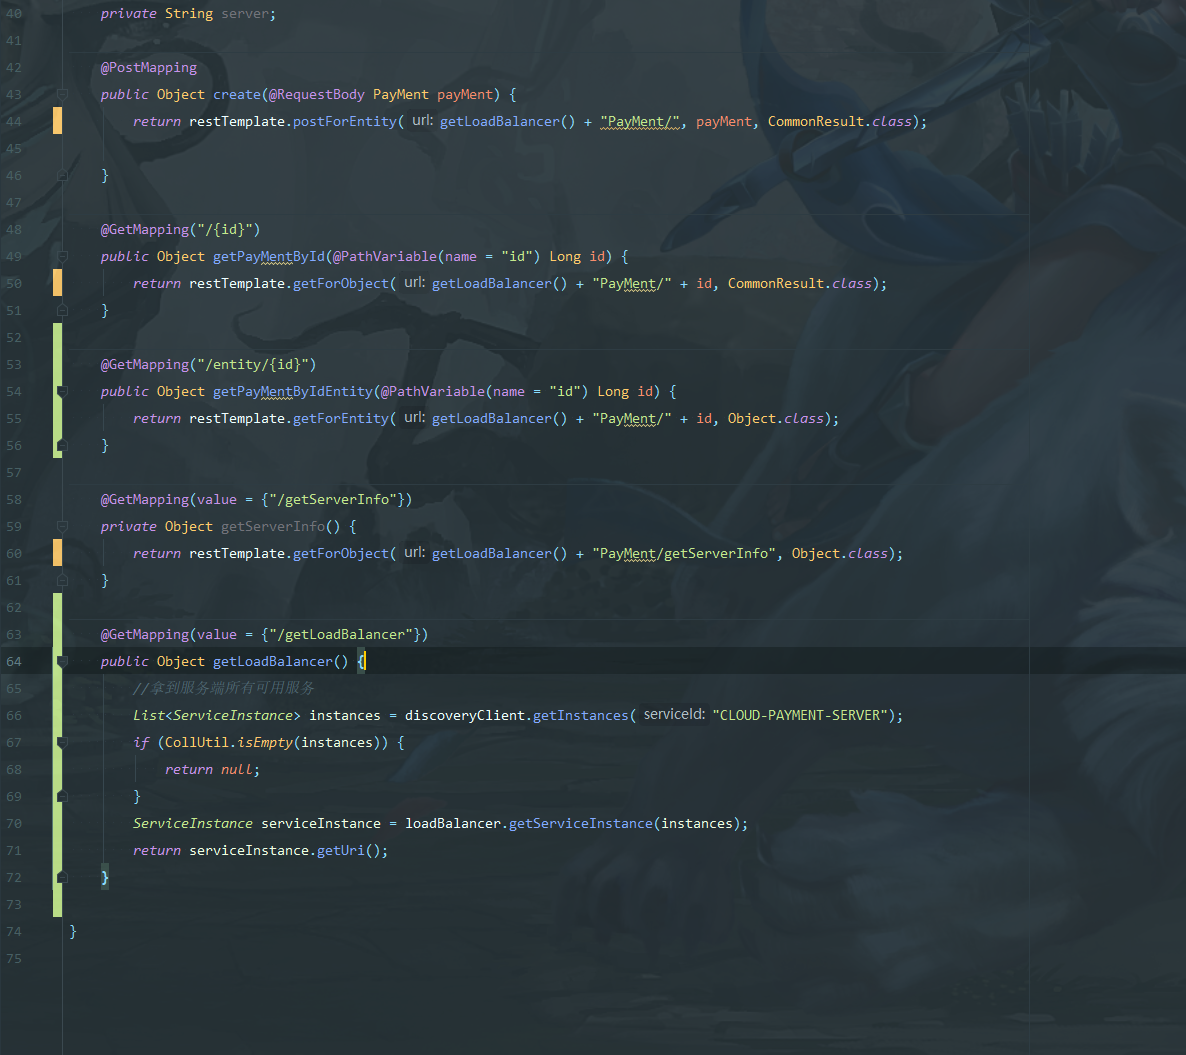 40 private String server;
41
42 @PostMapping
43 public Object create(@RequestBody PayMent payMent) {
44 return restTemplate.postForEntity( url: getLoadBalancer() + "PayMent/", payMent, CommonResult.class);
45
46 }
47
48 @GetMapping("/{id}")
49 public Object getPayMentById(@PathVariable(name = "id") Long id) {
50 return restTemplate.getForObject( url: getLoadBalancer() + "PayMent/" + id, CommonResult.class);
51 }
52
53 @GetMapping("/entity/{id}")
54 public Object getPayMentByIdEntity(@PathVariable(name = "id") Long id) {
55 return restTemplate.getForEntity( url: getLoadBalancer() + "PayMent/" + id, Object.class);
56 }
57
58 @GetMapping(value = {"/getServerInfo"})
59 private Object getServerInfo() {
60 return restTemplate.getForObject( url: getLoadBalancer() + "PayMent/getServerInfo", Object.class);
61 }
62
63 @GetMapping(value = {"/getLoadBalancer"})
64 public Object getLoadBalancer() {
65 //拿到服务端所有可用服务
66 List<ServiceInstance> instances = discoveryClient.getInstances( serviceId: "CLOUD-PAYMENT-SERVER");
67 if (CollUtil.isEmpty(instances)) {
68 return null;
69 }
70 ServiceInstance serviceInstance = loadBalancer.getServiceInstance(instances);
71 return serviceInstance.getUri();
72 }
73
74 }
75